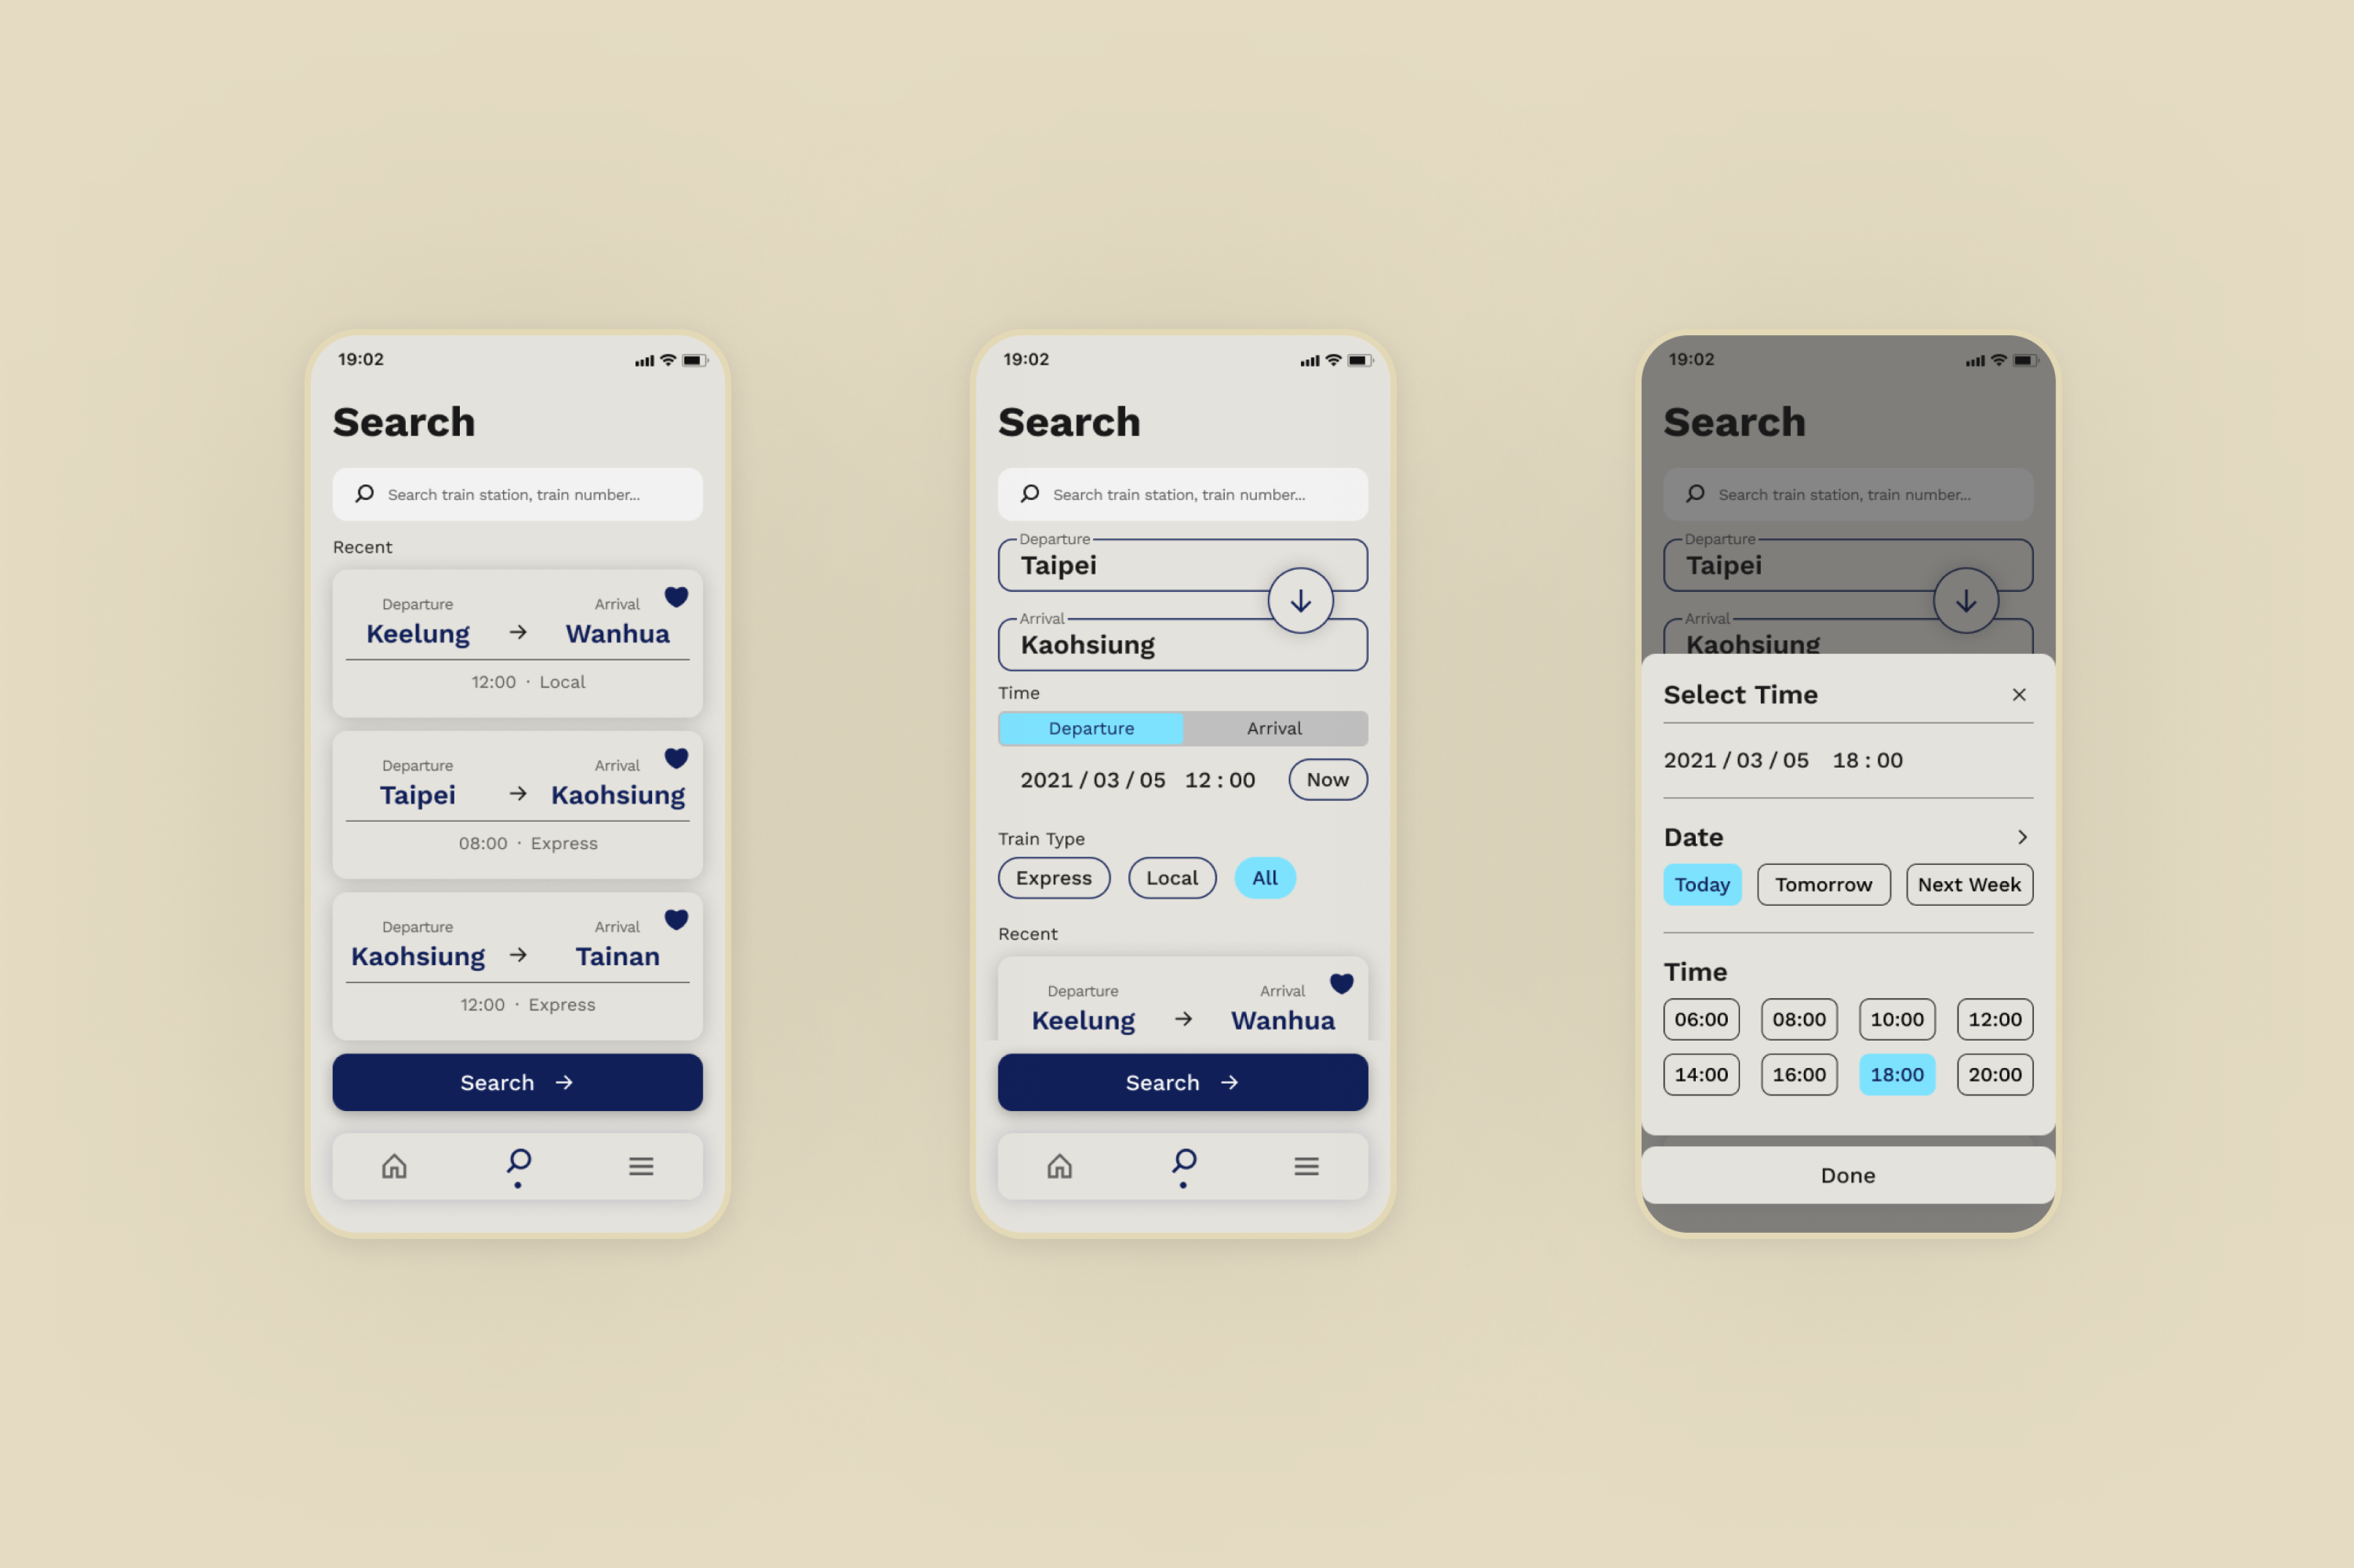 19:02
Search
Search train station, train number...
Recent
Departure Arrival
Keelung → Wanhua
12:00 · Local
Departure Arrival
Taipei → Kaohsiung
08:00 · Express
Departure Arrival
Kaohsiung → Tainan
12:00 · Express
Search →
19:02
Search
Search train station, train number...
Departure
Taipei
Arrival
Kaohsiung
Time
Departure Arrival
2021 / 03 / 05 12 : 00 Now
Train Type
Express Local All
Recent
Departure Arrival
Keelung → Wanhua
Search →
19:02
Search
Search train station, train number...
Departure
Taipei
Arrival
Kaohsiung
Select Time ×
2021 / 03 / 05 18 : 00
Date >
Today Tomorrow Next Week
Time
06:00 08:00 10:00 12:00
14:00 16:00 18:00 20:00
Done